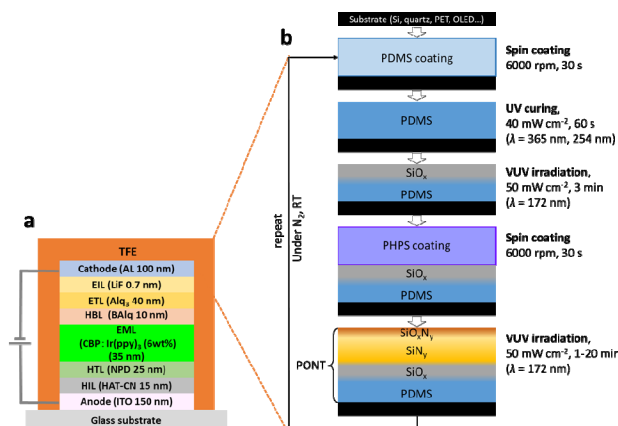 a
TFE
Cathode (AL 100 nm)
EIL (LiF 0.7 nm)
ETL (Alq₃ 40 nm)
HBL (BAlq 10 nm)
EML
(CBP: Ir(ppy)₃ (6wt%)
(35 nm)
HTL (NPD 25 nm)
HIL (HAT-CN 15 nm)
Anode (ITO 150 nm)
Glass substrate
b
Substrate (Si, quartz, PET, OLED...)
repeat
Under N₂, RT
PDMS coating
Spin coating
6000 rpm, 30 s
PDMS
UV curing,
40 mW cm⁻², 60 s
(λ = 365 nm, 254 nm)
SiOₓ
PDMS
VUV irradiation,
50 mW cm⁻², 3 min
(λ = 172 nm)
PHPS coating
SiOₓ
PDMS
Spin coating
6000 rpm, 30 s
PONT
SiOₓNᵧ
SiNᵧ
SiOₓ
PDMS
VUV irradiation,
50 mW cm⁻², 1-20 min
(λ = 172 nm)